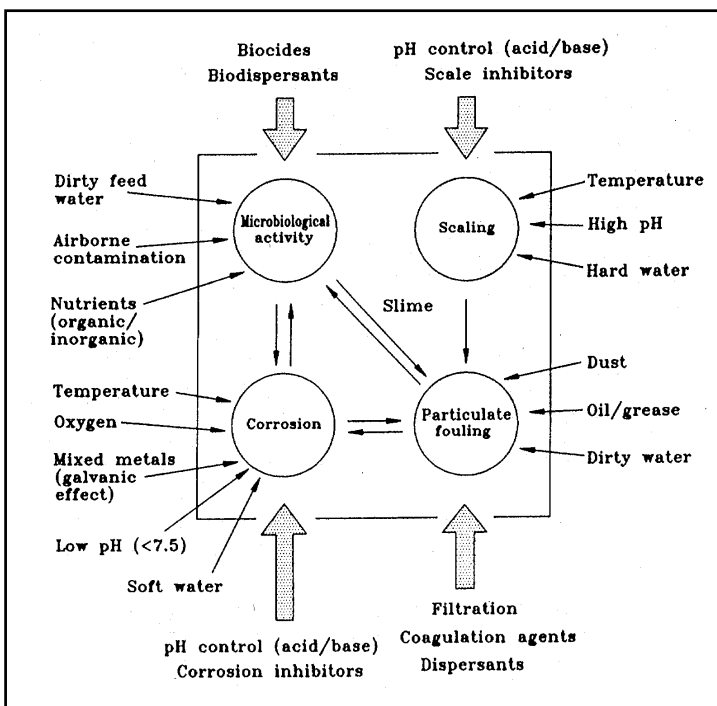 Biocides
Biodispersants
pH control (acid/base)
Scale inhibitors
Dirty feed
water
Airborne
contamination
Nutrients
(organic/
inorganic)
Microbiological
activity
Scaling
Temperature
High pH
Hard water
Slime
Temperature
Oxygen
Mixed metals
(galvanic
effect)
Low pH (<7.5)
Soft water
Corrosion
Particulate
fouling
Dust
Oil/grease
Dirty water
pH control (acid/base)
Corrosion inhibitors
Filtration
Coagulation agents
Dispersants